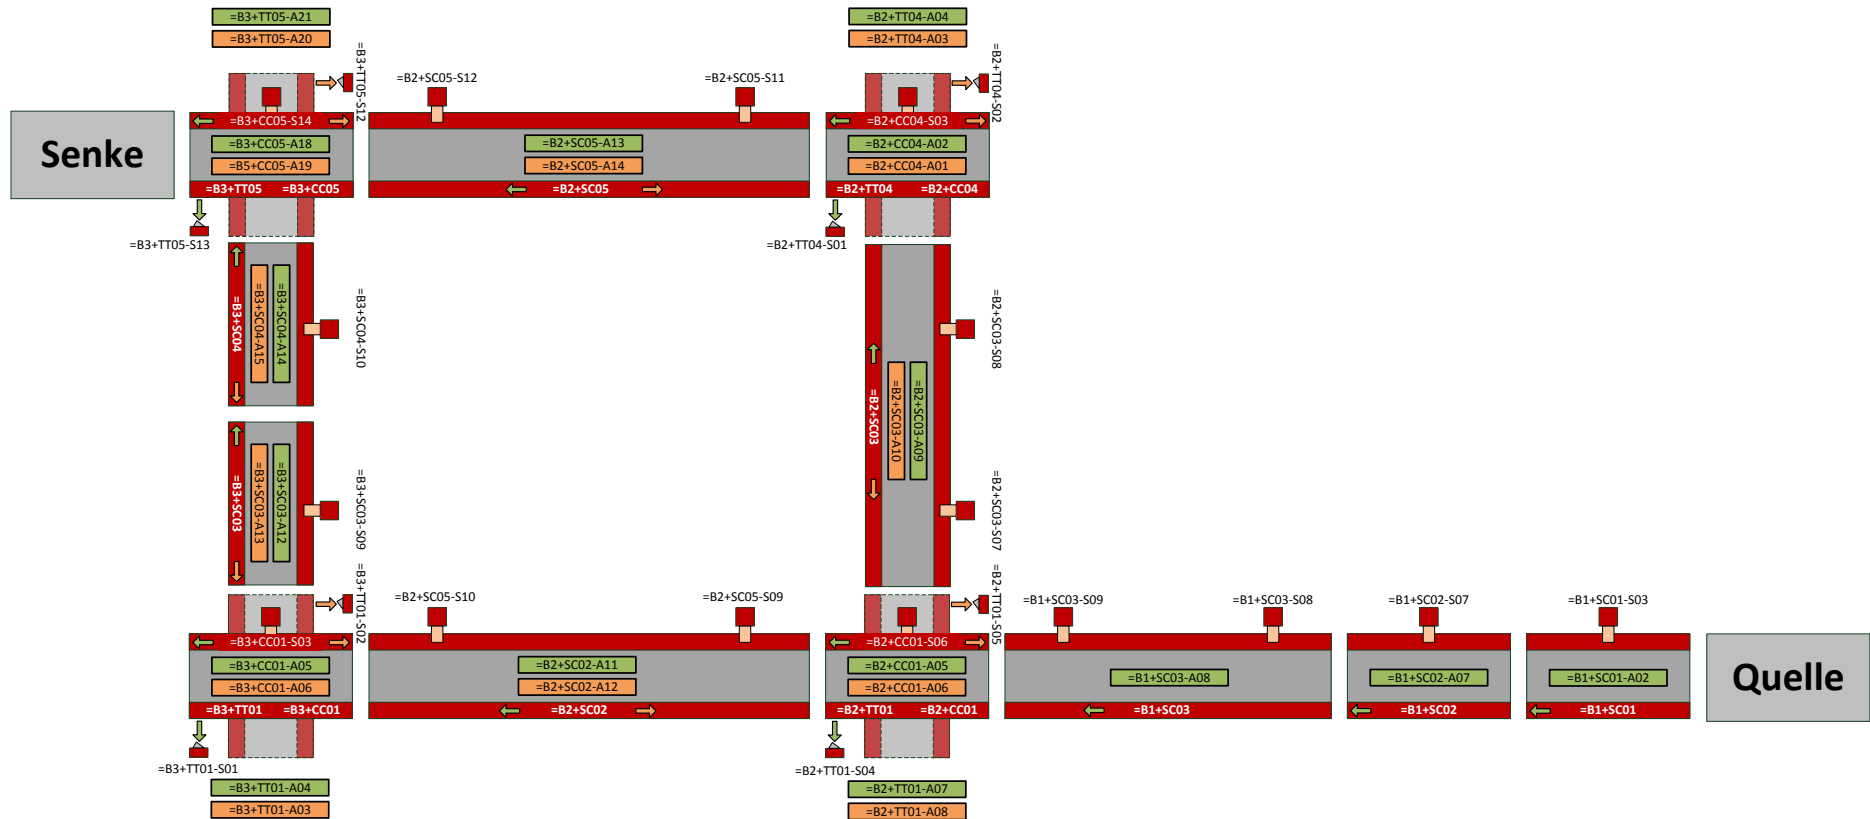 =B3+TT05-A21
=B3+TT05-A20
=B3+TT05-S12
=B2+SC05-S12
=B2+SC05-S11
=B2+TT04-A04
=B2+TT04-A03
=B2+TT04-S02
Senke
=B3+CC05-S14
=B3+CC05-A18
=B5+CC05-A19
=B3+TT05 =B3+CC05
=B3+TT05-S13
=B2+SC05-A13
=B2+SC05-A14
=B2+SC05
=B2+CC04-S03
=B2+CC04-A02
=B2+CC04-A01
=B2+TT04 =B2+CC04
=B2+TT04-S01
=B3+SC04
=B3+SC04-A15
=B3+SC04-A14
=B3+SC04-S10
=B3+SC03
=B3+SC03-A13
=B3+SC03-A12
=B3+SC03-S09
=B2+SC03
=B2+SC03-A10
=B2+SC03-A09
=B2+SC03-S08
=B2+SC03-S07
=B3+TT01-S02
=B2+SC05-S10
=B2+SC05-S09
=B2+TT01-S05
=B1+SC03-S09
=B1+SC03-S08
=B1+SC02-S07
=B1+SC01-S03
=B3+CC01-S03
=B3+CC01-A05
=B3+CC01-A06
=B3+TT01 =B3+CC01
=B3+TT01-S01
=B3+TT01-A04
=B3+TT01-A03
=B2+SC02-A11
=B2+SC02-A12
=B2+SC02
=B2+CC01-S06
=B2+CC01-A05
=B2+CC01-A06
=B2+TT01 =B2+CC01
=B2+TT01-S04
=B2+TT01-A07
=B2+TT01-A08
=B1+SC03-A08
=B1+SC03
=B1+SC02-A07
=B1+SC02
=B1+SC01-A02
=B1+SC01
Quelle